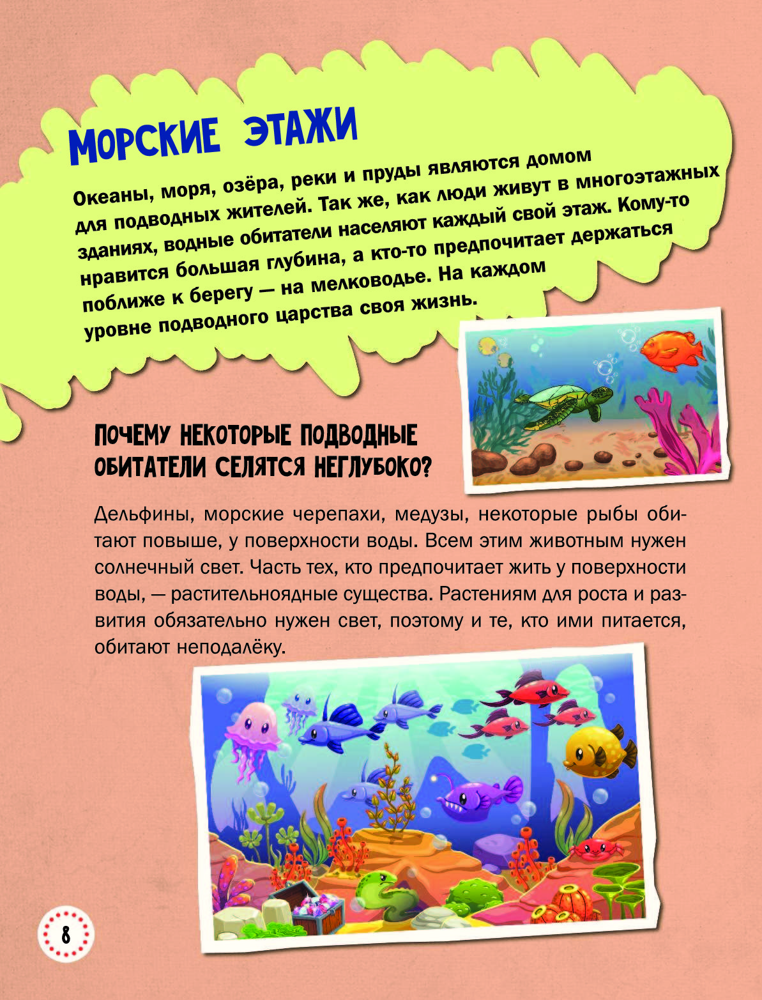 Морские этажи
Океаны, моря, озёра, реки и пруды являются домом
для подводных жителей. Так же, как люди живут в многоэтажных
зданиях, водные обитатели населяют каждый свой этаж. Кому-то
нравится большая глубина, а кто-то предпочитает держаться
поближе к берегу — на мелководье. На каждом
уровне подводного царства своя жизнь.
Почему некоторые подводные
обитатели селятся неглубоко?
Дельфины, морские черепахи, медузы, некоторые рыбы оби-
тают повыше, у поверхности воды. Всем этим животным нужен
солнечный свет. Часть тех, кто предпочитает жить у поверхности
воды, — растительноядные существа. Растениям для роста и раз-
вития обязательно нужен свет, поэтому и те, кто ими питается,
обитают неподалёку.
8